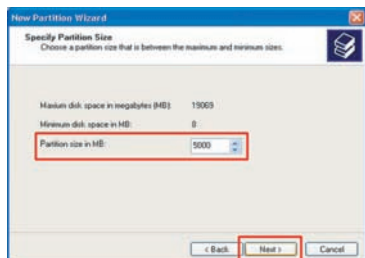 New Partition Wizard
Specify Partition Size
Choose a partition size that is between the maximum and minimum sizes.
Maximum disk space in megabytes (MB): 19069
Minimum disk space in MB: 8
Partition size in MB: 5000
< Back Next > Cancel